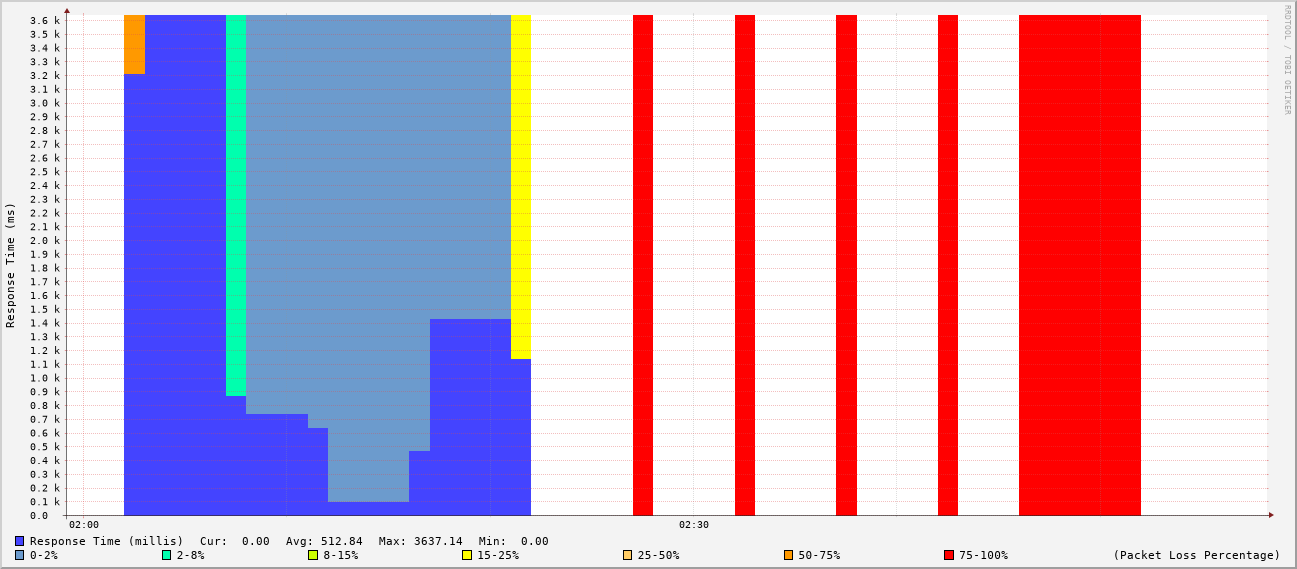 RRDTOOL / TOBI OETIKER
Response Time (ms)
3.6 k
3.5 k
3.4 k
3.3 k
3.2 k
3.1 k
3.0 k
2.9 k
2.8 k
2.7 k
2.6 k
2.5 k
2.4 k
2.3 k
2.2 k
2.1 k
2.0 k
1.9 k
1.8 k
1.7 k
1.6 k
1.5 k
1.4 k
1.3 k
1.2 k
1.1 k
1.0 k
0.9 k
0.8 k
0.7 k
0.6 k
0.5 k
0.4 k
0.3 k
0.2 k
0.1 k
0.0
02:00 02:30
Response Time (millis) Cur: 0.00 Avg: 512.84 Max: 3637.14 Min: 0.00
0-2% 2-8% 8-15% 15-25% 25-50% 50-75% 75-100% (Packet Loss Percentage)